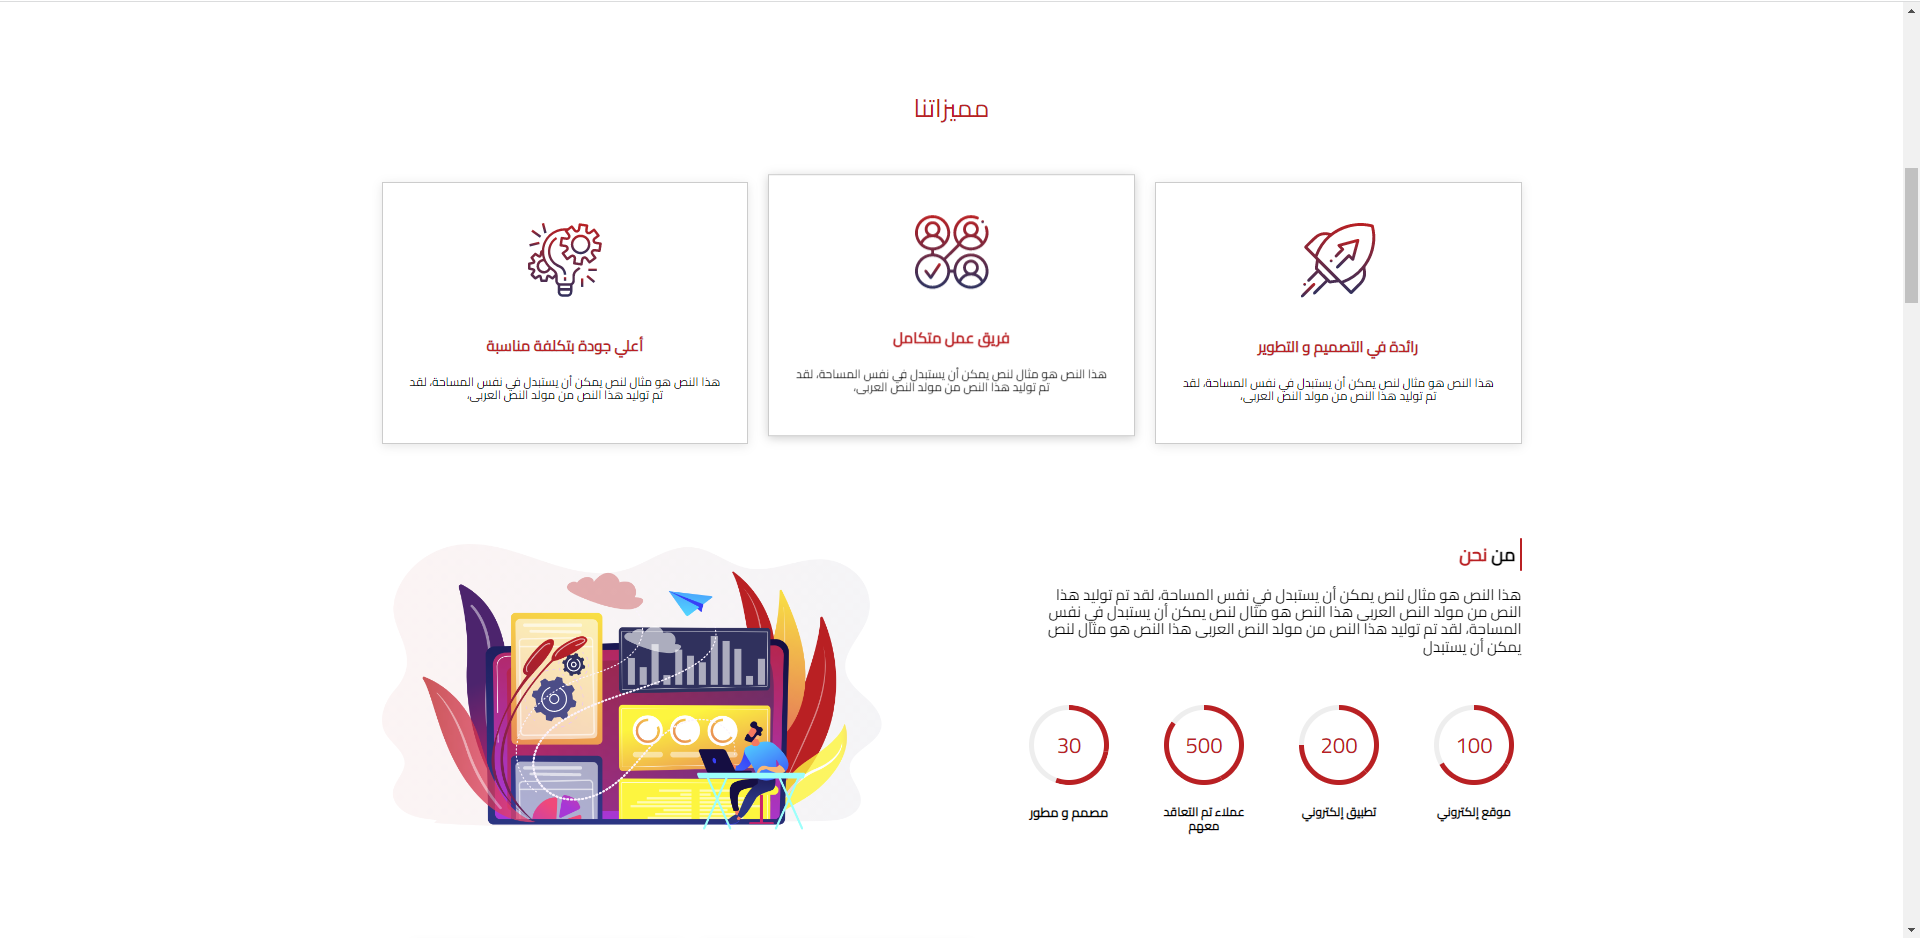 مميزاتنا
رائدة في التصميم و التطوير
هذا النص هو مثال لنص يمكن أن يستبدل في نفس المساحة، لقد
تم توليد هذا النص من مولد النص العربى،
فريق عمل متكامل
هذا النص هو مثال لنص يمكن أن يستبدل في نفس المساحة، لقد
تم توليد هذا النص من مولد النص العربى،
أعلي جودة بتكلفة مناسبة
هذا النص هو مثال لنص يمكن أن يستبدل في نفس المساحة، لقد
تم توليد هذا النص من مولد النص العربى،
من نحن
هذا النص هو مثال لنص يمكن أن يستبدل في نفس المساحة، لقد تم توليد هذا
النص من مولد النص العربى هذا النص هو مثال لنص يمكن أن يستبدل في نفس
المساحة، لقد تم توليد هذا النص من مولد النص العربى هذا النص هو مثال لنص
يمكن أن يستبدل
100
موقع إلكتروني
200
تطبيق إلكتروني
500
عملاء تم التعاقد
معهم
30
مصمم و مطور